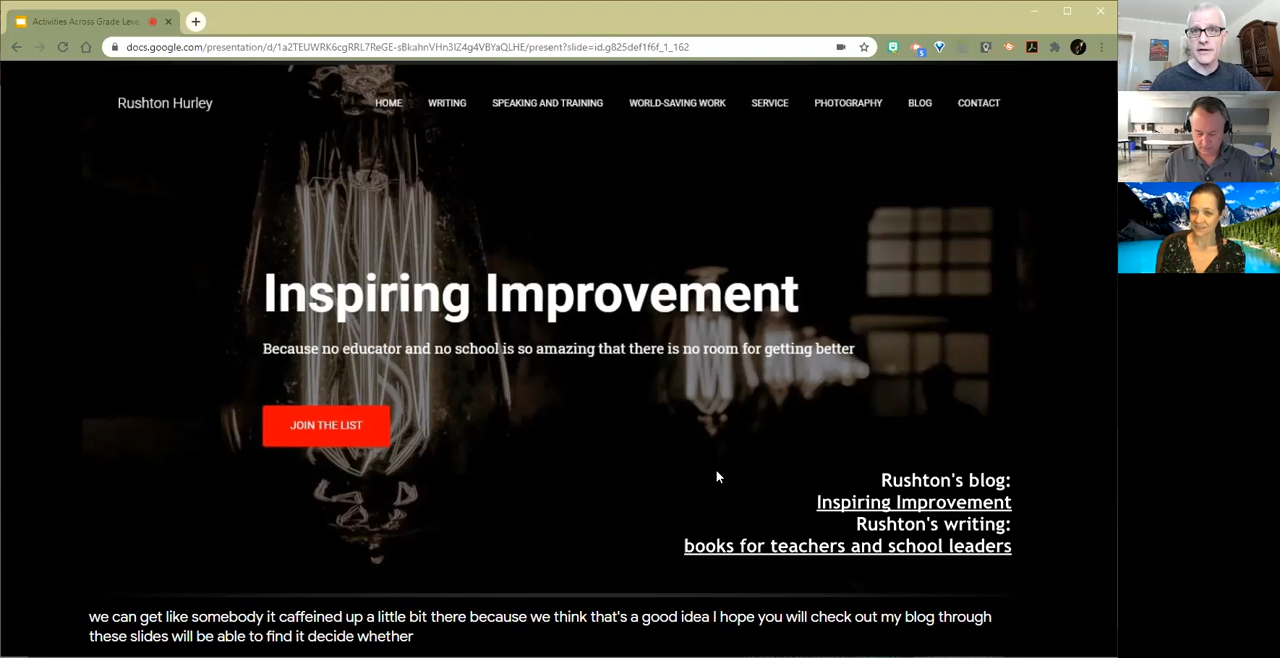 Activities Across Grade Leve
docs.google.com/presentation/d/1a2TEUWRK6cgRRL7ReGE-sBkahnVHn3IZ4g4VBYaQLHE/present?slide=id.g825def1f6f_1_162
Rushton Hurley
HOME WRITING SPEAKING AND TRAINING WORLD-SAVING WORK SERVICE PHOTOGRAPHY BLOG CONTACT
Inspiring Improvement
Because no educator and no school is so amazing that there is no room for getting better
JOIN THE LIST
Rushton's blog:
Inspiring Improvement
Rushton's writing:
books for teachers and school leaders
we can get like somebody it caffeined up a little bit there because we think that's a good idea I hope you will check out my blog through
these slides will be able to find it decide whether